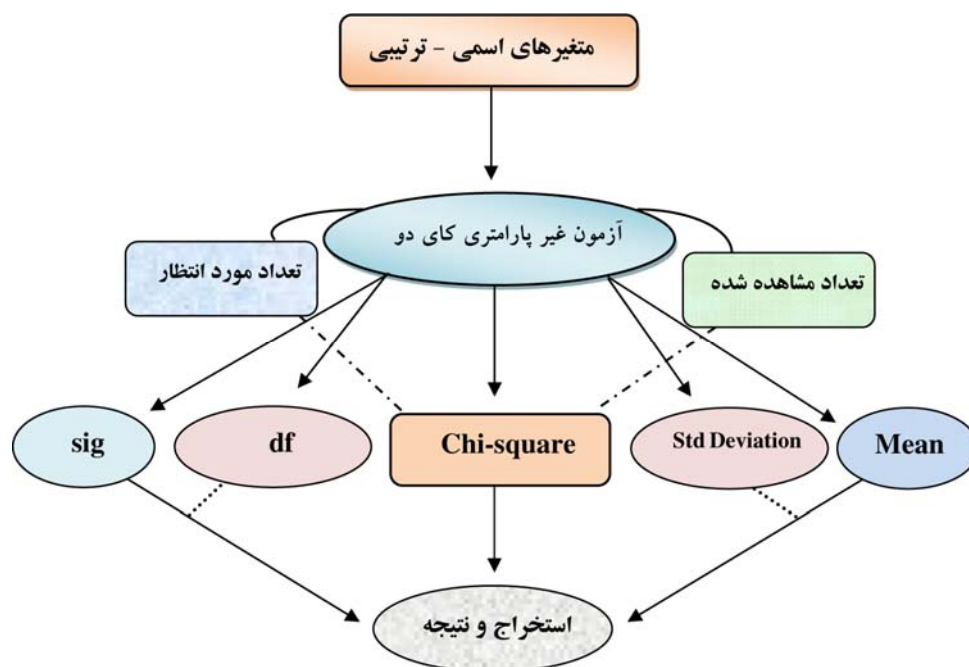 متغیرهای اسمی - ترتیبی
آزمون غیر پارامتری کای دو
تعداد مورد انتظار
تعداد مشاهده شده
sig
df
Chi-square
Std Deviation
Mean
استخراج و نتیجه